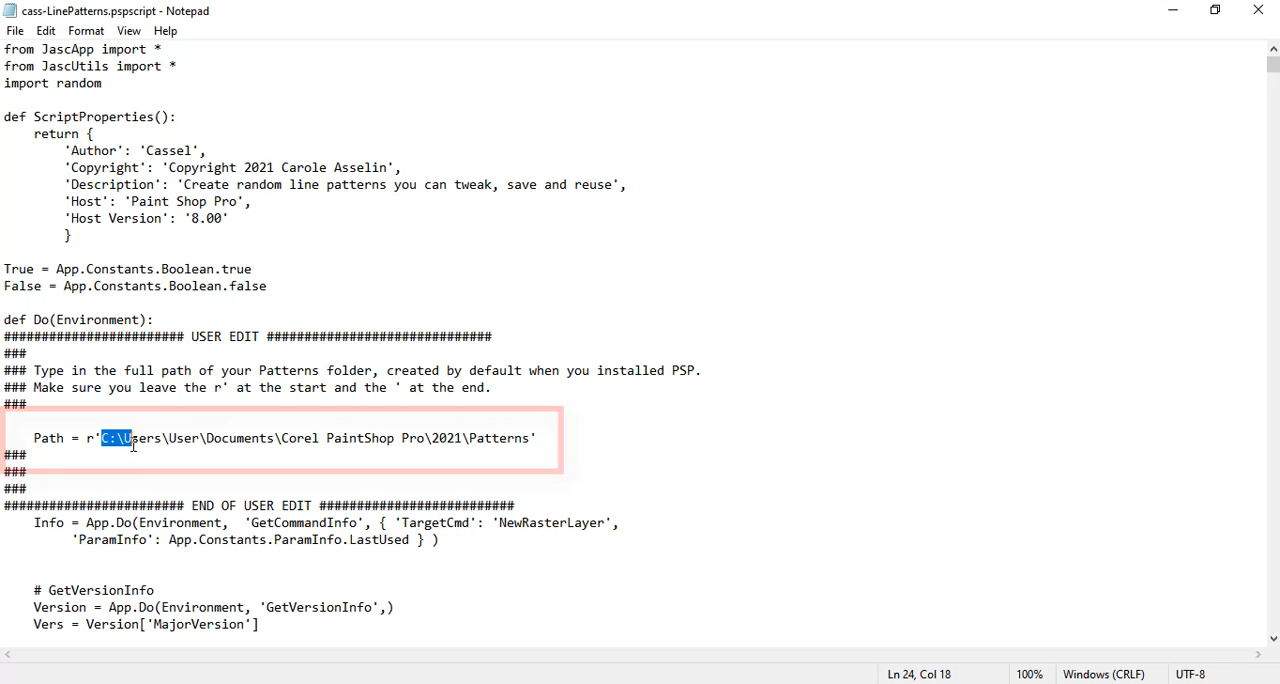 cass-LinePatterns.pspscript - Notepad
File Edit Format View Help
from JascApp import *
from JascUtils import *
import random
def ScriptProperties():
    return {
        'Author': 'Cassel',
        'Copyright': 'Copyright 2021 Carole Asselin',
        'Description': 'Create random line patterns you can tweak, save and reuse',
        'Host': 'Paint Shop Pro',
        'Host Version': '8.00'
        }
True = App.Constants.Boolean.true
False = App.Constants.Boolean.false
def Do(Environment):
######################## USER EDIT ##############################
###
### Type in the full path of your Patterns folder, created by default when you installed PSP.
### Make sure you leave the r' at the start and the ' at the end.
###
    Path = r'C:\Users\User\Documents\Corel PaintShop Pro\2021\Patterns'
###
###
###
######################## END OF USER EDIT ##########################
    Info = App.Do(Environment,  'GetCommandInfo', { 'TargetCmd': 'NewRasterLayer',
         'ParamInfo': App.Constants.ParamInfo.LastUsed } )
    # GetVersionInfo
    Version = App.Do(Environment, 'GetVersionInfo',)
    Vers = Version['MajorVersion']
Ln 24, Col 18 100% Windows (CRLF) UTF-8